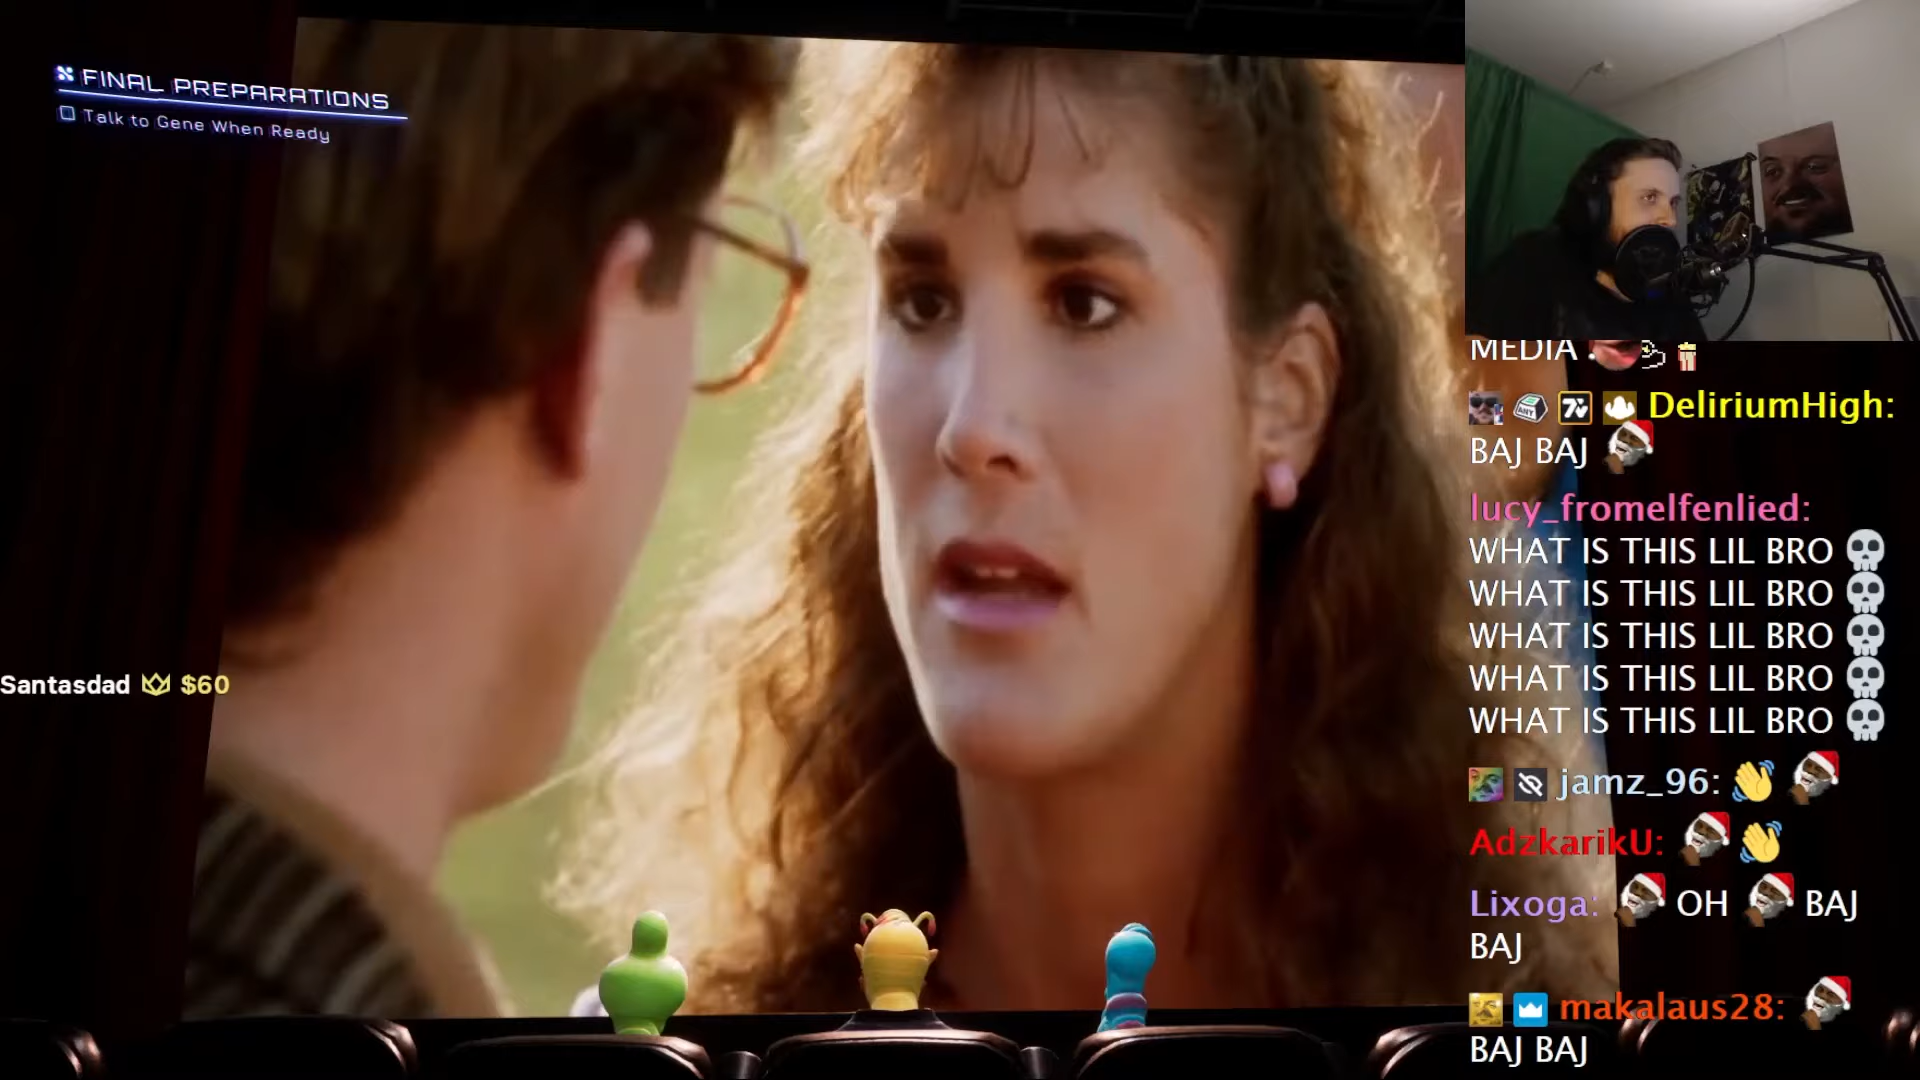 FINAL PREPARATIONS
Talk to Gene When Ready
Santasdad $60
MEDIA
DeliriumHigh:
BAJ BAJ
lucy_fromelfenlied:
WHAT IS THIS LIL BRO
WHAT IS THIS LIL BRO
WHAT IS THIS LIL BRO
WHAT IS THIS LIL BRO
WHAT IS THIS LIL BRO
jamz_96:
AdzkarikU:
Lixoga: OH BAJ
BAJ
makalaus28:
BAJ BAJ